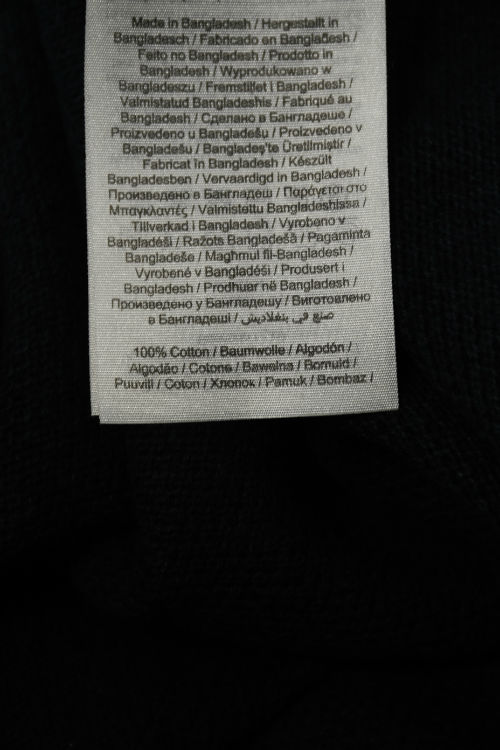 Made in Bangladesh / Hergestellt in
Bangladesch / Fabricado en Bangladesh /
Feito no Bangladesh / Prodotto in
Bangladesh / Wyprodukowano w
Bangladeszu / Fremstillet i Bangladesh /
Valmistatud Bangladeshis / Fabriqué au
Bangladesh / Сделано в Бангладеше /
Proizvedeno u Bangladešu / Proizvedeno v
Bangladešu / Bangladeş'te Üretilmiştir /
Fabricat în Bangladesh / Készült
Bangladesben / Vervaardigd in Bangladesh /
Произведено в Бангладеш / Παράγεται στο
Μπαγκλαντές / Valmistettu Bangladeshissa /
Tillverkad i Bangladesh / Vyrobeno v
Bangladéši / Ražots Bangladešā / Pagaminta
Bangladeše / Magħmul fil-Bangladesh /
Vyrobené v Bangladéši / Produsert i
Bangladesh / Prodhuar në Bangladesh /
Произведено у Бангладешу / Виготовлено
в Бангладеші / صنع في بنغلاديش
100% Cotton / Baumwolle / Algodón /
Algodão / Cotone / Bawełna / Bomuld /
Puuvill / Coton / Хлопок / Pamuk / Bombaž /